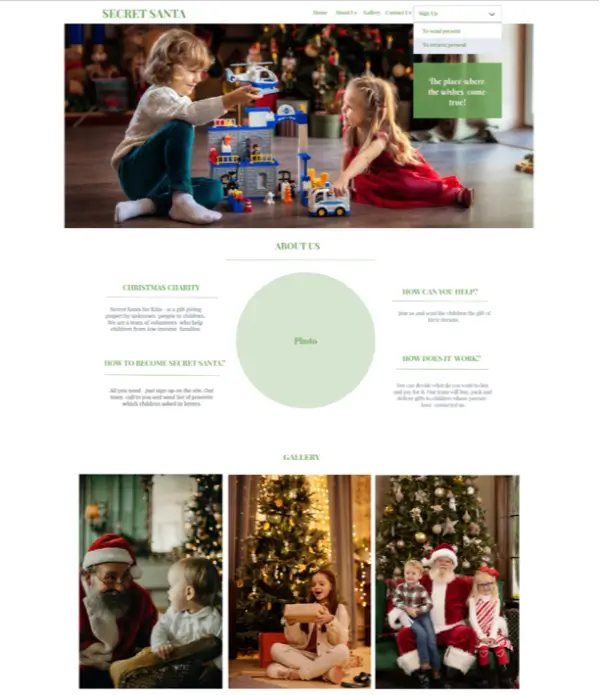 SECRET SANTA
Home About Us Gallery Contact Us Sign Up
To send present
To receive present
The place where
the wishes come
true!
ABOUT US
CHRISTMAS CHARITY
Secret Santa for Kids - is a gift-giving
project by unknown people to children.
We are a team of volunteers who help
children from low-income families.
HOW TO BECOME SECRET SANTA?
All you need - just sign up on the site. Our
team call to you and send list of presents
which children asked in letters.
Photo
HOW CAN YOU HELP?
Join us and send the children the gift of
their dreams.
HOW DOES IT WORK?
You can decide what do you want to buy
and pay for it. Our team will buy, pack and
deliver gifts to children whose parents
have contacted us.
GALLERY